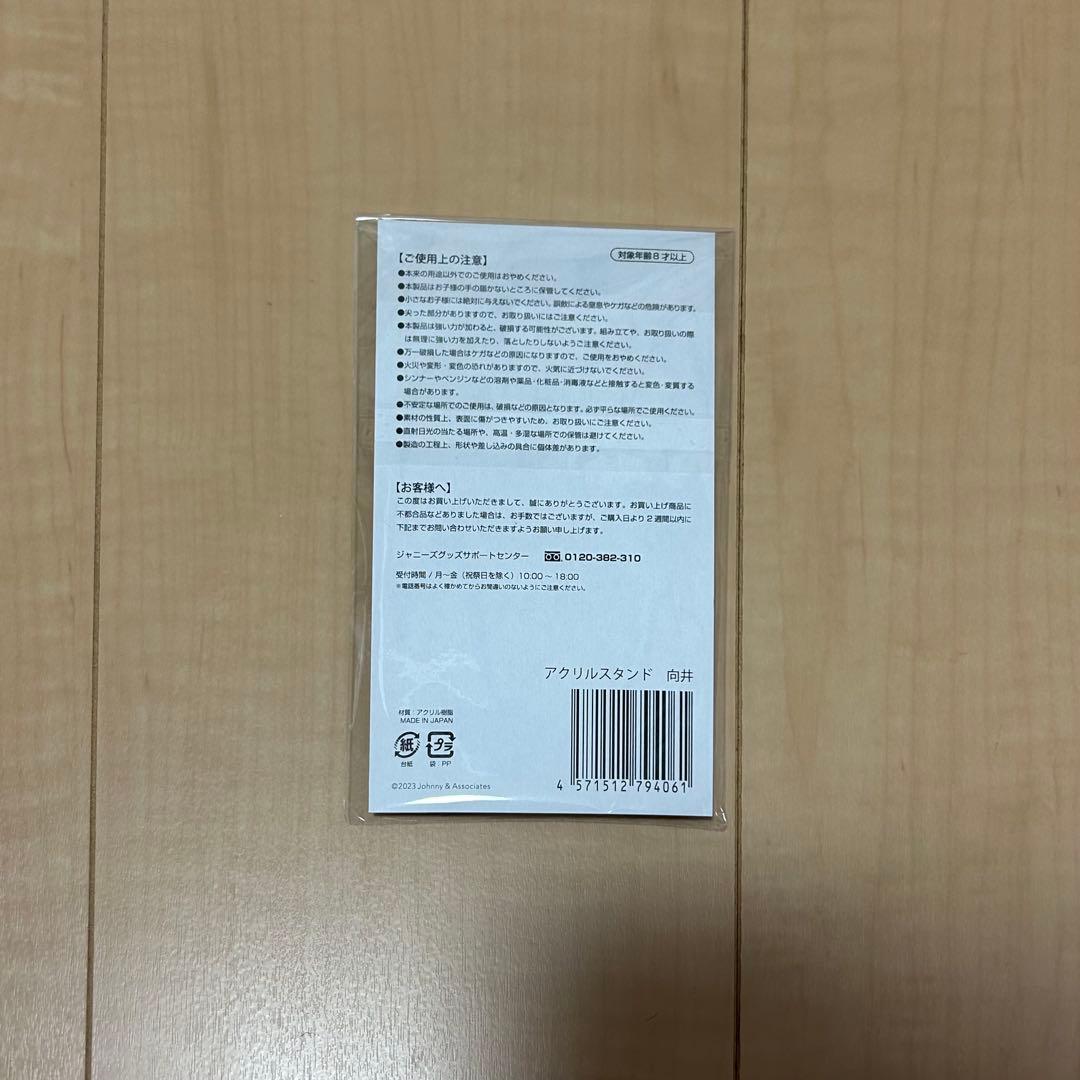 【ご使用上の注意】
対象年齢8才以上
●本来の用途以外でのご使用はおやめください。
●本製品はお子様の手の届かないところに保管してください。
●小さなお子様には絶対に与えないでください。誤飲による窒息やケガなどの危険があります。
●尖った部分がありますので、お取り扱いにはご注意ください。
●本製品は強い力が加わると、破損する可能性がございます。組み立てや、お取り扱いの際
は無理に強い力を加えたり、落としたりしないようご注意ください。
●万一破損した場合はケガなどの原因になりますので、ご使用をおやめください。
●火災や変形・変色の恐れがありますので、火気に近づけないでください。
●シンナーやベンジンなどの溶剤や薬品・化粧品・消毒液などと接触すると変色・変質する
場合があります。
●不安定な場所でのご使用は、破損などの原因となります。必ず平らな場所でご使用ください。
●素材の性質上、表面に傷がつきやすいため、お取り扱いにご注意ください。
●直射日光の当たる場所や、高温・多湿な場所での保管は避けてください。
●製造の工程上、形状や差し込みの具合に個体差があります。
【お客様へ】
この度はお買い上げいただきまして、誠にありがとうございます。お買い上げ商品に
不都合品などありました場合は、お手数ではございますが、ご購入日より2週間以内に
下記までお問い合わせいただきますようお願い申し上げます。
ジャニーズグッズサポートセンター 0120-382-310
受付時間 / 月〜金（祝祭日を除く）10:00 〜 18:00
※電話番号はよく確かめてからお間違いのないようにご注意ください。
アクリルスタンド 向井
材質：アクリル樹脂
MADE IN JAPAN
紙 プラ
台紙 袋：PP
©2023 Johnny & Associates
4 571512 794061